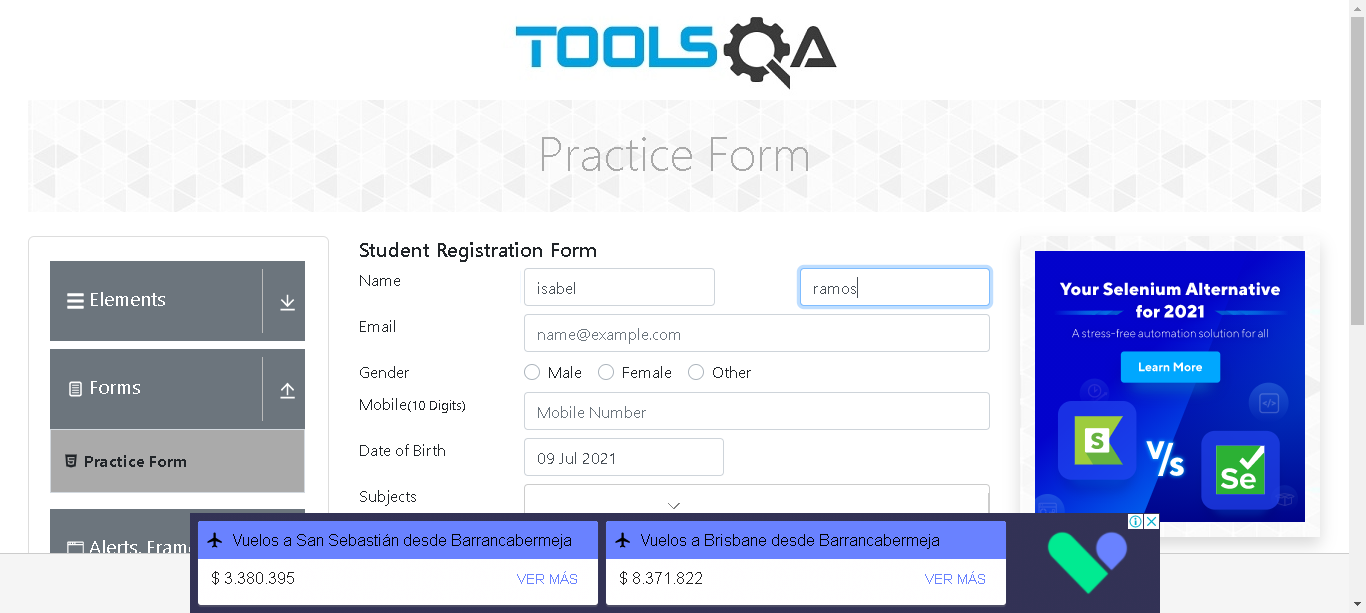 TOOLSQA
Practice Form
Elements
Forms
Practice Form
Alerts, Fram
Student Registration Form
Name isabel ramos
Email name@example.com
Gender Male Female Other
Mobile(10 Digits) Mobile Number
Date of Birth 09 Jul 2021
Subjects
Your Selenium Alternative
for 2021
A stress-free automation solution for all
Learn More
S V/s Se
Vuelos a San Sebastián desde Barrancabermeja
$ 3.380.395 VER MÁS
Vuelos a Brisbane desde Barrancabermeja
$ 8.371.822 VER MÁS